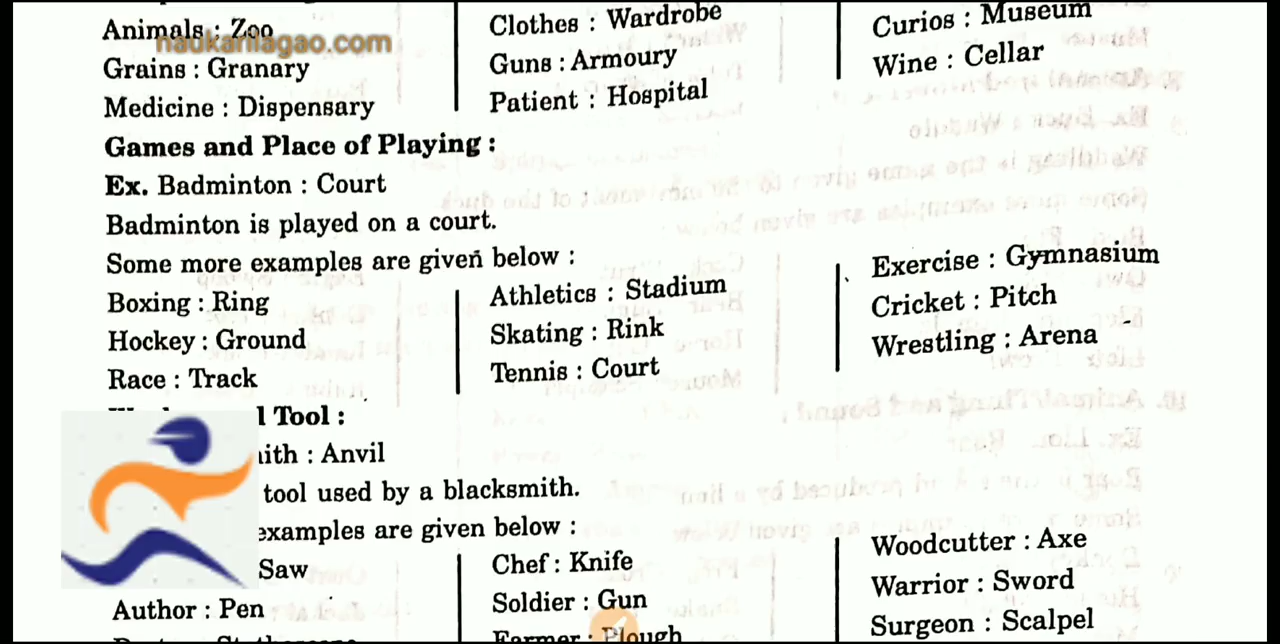 Animals : Zoo
naukarilagao.com
Grains : Granary
Medicine : Dispensary
Clothes : Wardrobe
Guns : Armoury
Patient : Hospital
Curios : Museum
Wine : Cellar
Games and Place of Playing :
Ex. Badminton : Court
Badminton is played on a court.
Some more examples are given below :
Boxing : Ring
Hockey : Ground
Race : Track
Athletics : Stadium
Skating : Rink
Tennis : Court
Exercise : Gymnasium
Cricket : Pitch
Wrestling : Arena
Tool :
: Anvil
tool used by a blacksmith.
examples are given below :
Saw
Author : Pen
Chef : Knife
Soldier : Gun
Farmer : Plough
Woodcutter : Axe
Warrior : Sword
Surgeon : Scalpel